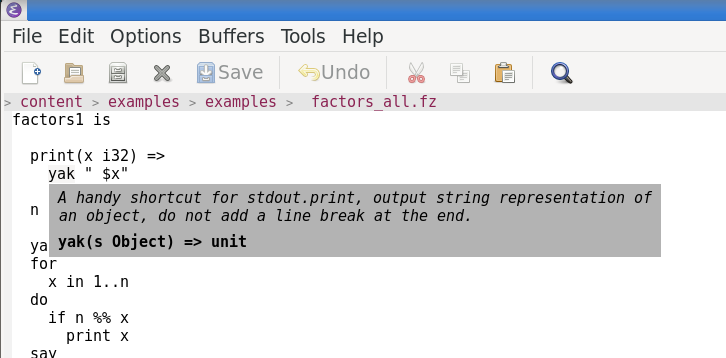 File Edit Options Buffers Tools Help
Save Undo
> content > examples > examples > factors_all.fz
factors1 is
print(x i32) =>
yak " $x"
A handy shortcut for stdout.print, output string representation of
n an object, do not add a line break at the end.
ya yak(s Object) => unit
for
x in 1..n
do
if n %% x
print x
say